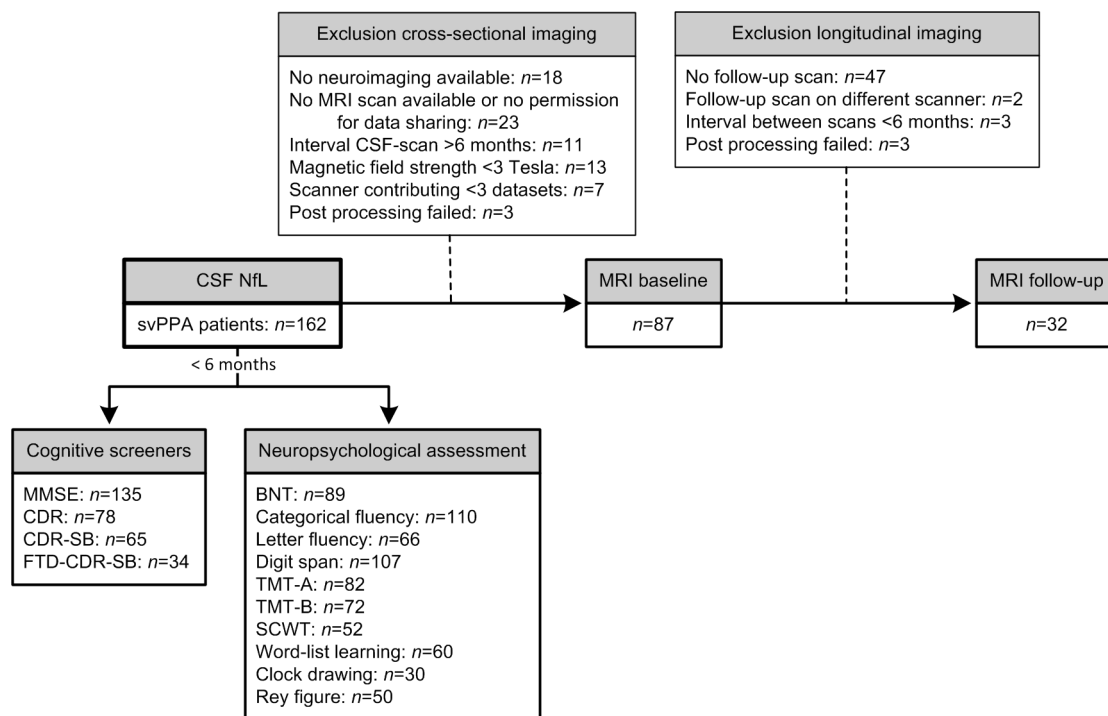 Exclusion cross-sectional imaging
No neuroimaging available: n=18
No MRI scan available or no permission
for data sharing: n=23
Interval CSF-scan >6 months: n=11
Magnetic field strength <3 Tesla: n=13
Scanner contributing <3 datasets: n=7
Post processing failed: n=3
Exclusion longitudinal imaging
No follow-up scan: n=47
Follow-up scan on different scanner: n=2
Interval between scans <6 months: n=3
Post processing failed: n=3
CSF NfL
svPPA patients: n=162
MRI baseline
n=87
MRI follow-up
n=32
< 6 months
Cognitive screeners
MMSE: n=135
CDR: n=78
CDR-SB: n=65
FTD-CDR-SB: n=34
Neuropsychological assessment
BNT: n=89
Categorical fluency: n=110
Letter fluency: n=66
Digit span: n=107
TMT-A: n=82
TMT-B: n=72
SCWT: n=52
Word-list learning: n=60
Clock drawing: n=30
Rey figure: n=50